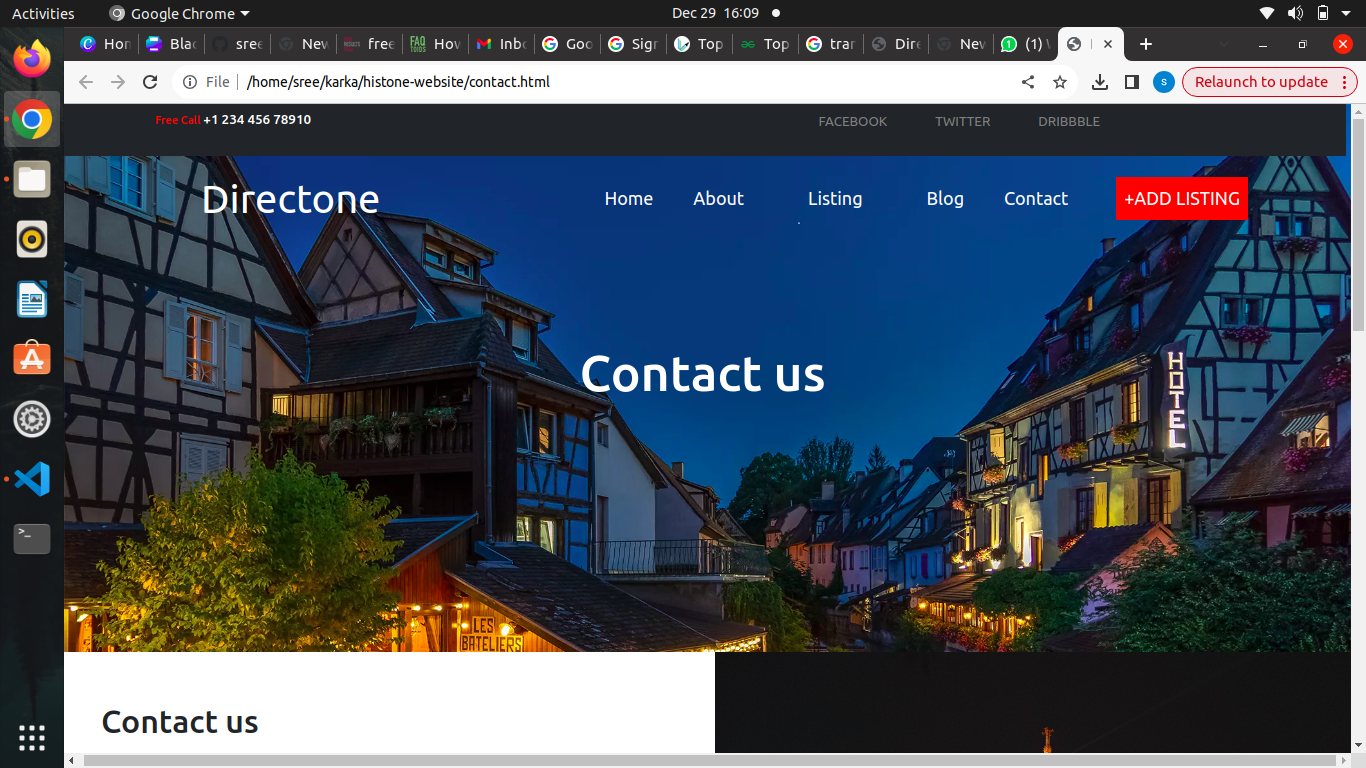 Activities Google Chrome Dec 29 16:09
Hon Blac sree New free Hov Inbo Goo Sign Top Top tran Dire New (1)
File /home/sree/karka/histone-website/contact.html s Relaunch to update
Free Call +1 234 456 78910 FACEBOOK TWITTER DRIBBBLE
Directone Home About Listing Blog Contact +ADD LISTING
Contact us
HOTEL
LES
BATELIERS
Contact us